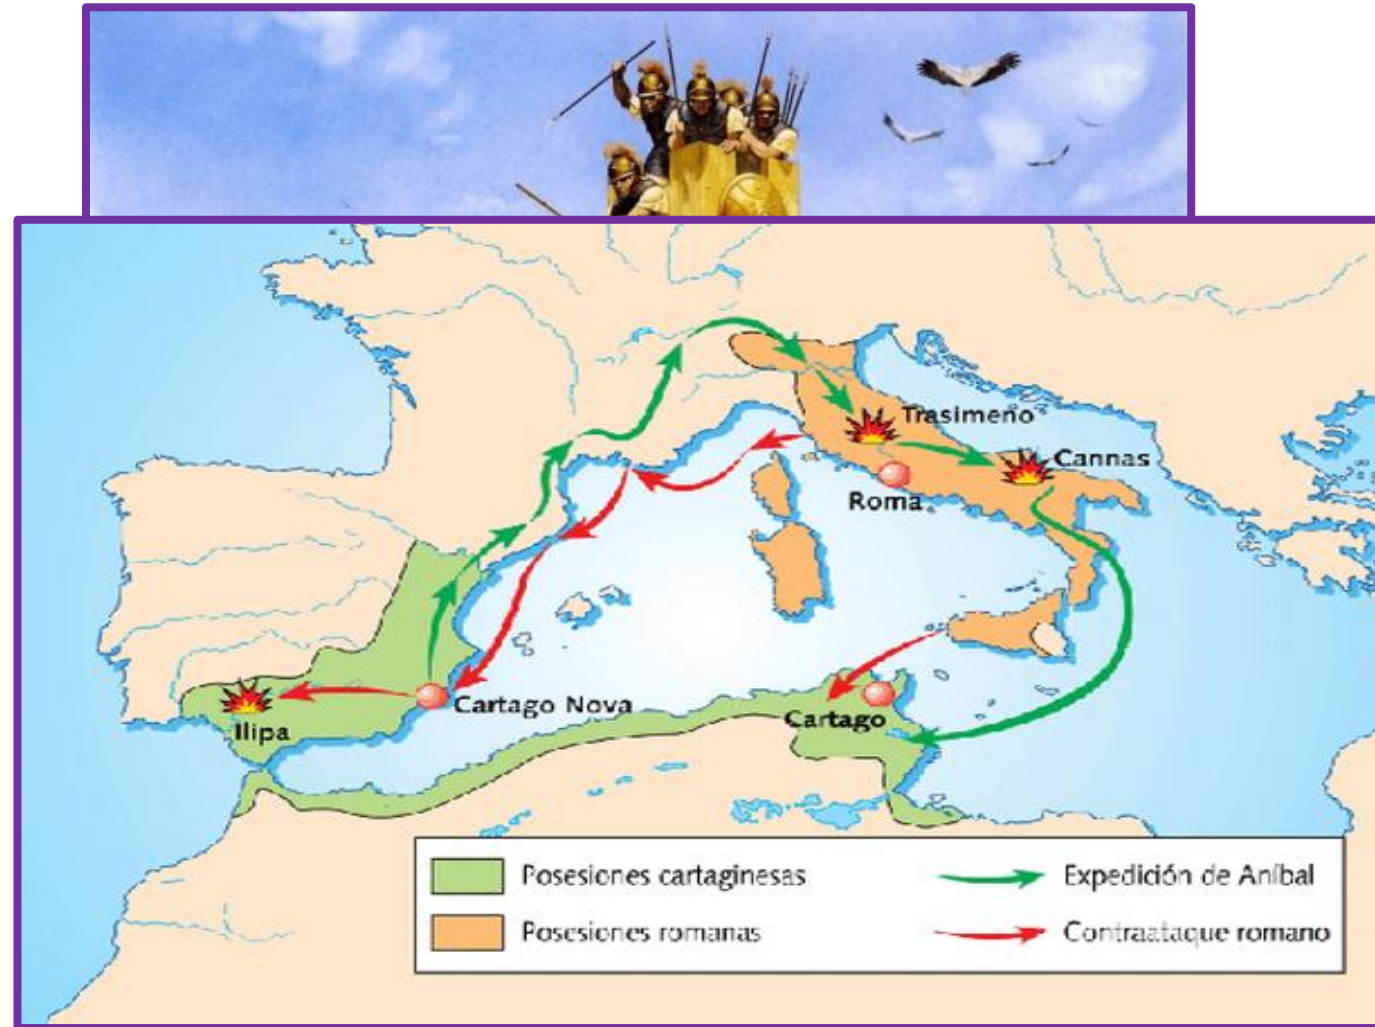 Trasimeno
Cannas
Roma
Cartago Nova
Ilipa
Cartago
Posesiones cartaginesas
Expedición de Aníbal
Posesiones romanas
Contraataque romano